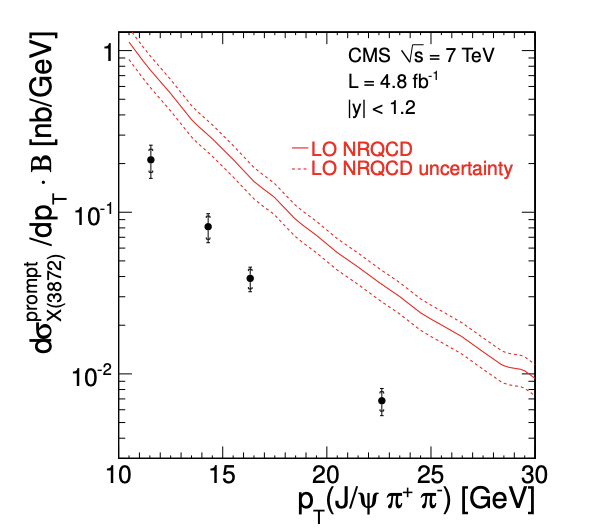 dσ^prompt_X(3872)/dp_T · B [nb/GeV]
1
10^-1
10^-2
CMS √s = 7 TeV
L = 4.8 fb^-1
|y| < 1.2
LO NRQCD
LO NRQCD uncertainty
10 15 20 25 30
p_T(J/ψ π^+ π^-) [GeV]